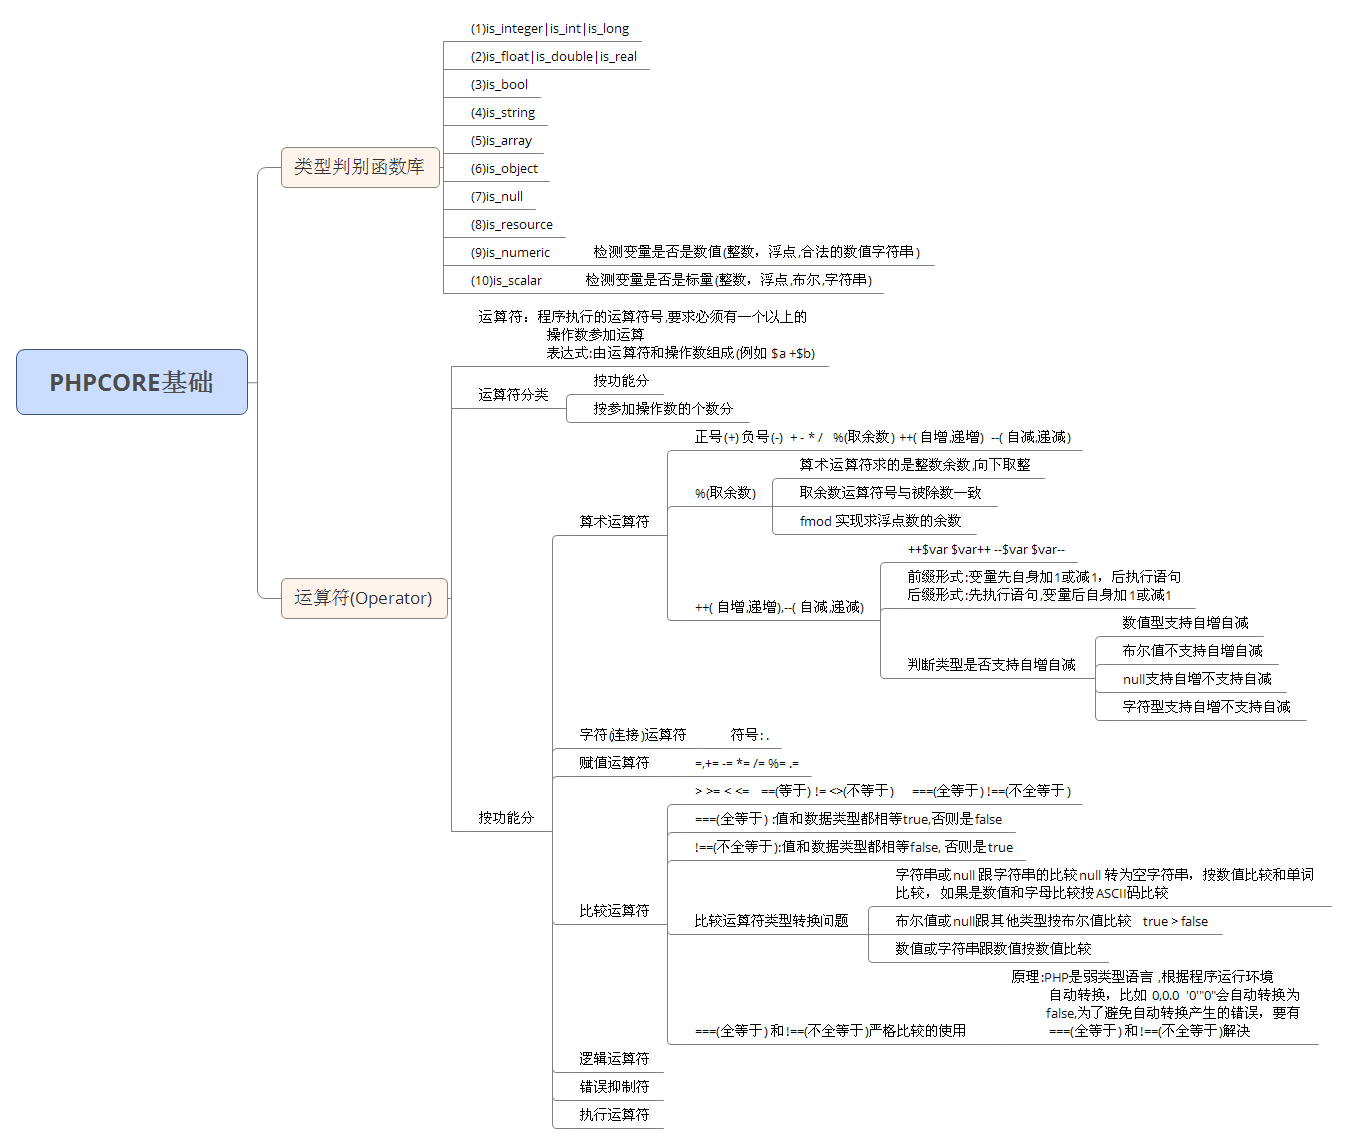 PHPCORE基础
类型判别函数库
(1)is_integer|is_int|is_long
(2)is_float|is_double|is_real
(3)is_bool
(4)is_string
(5)is_array
(6)is_object
(7)is_null
(8)is_resource
(9)is_numeric 检测变量是否是数值(整数，浮点,合法的数值字符串)
(10)is_scalar 检测变量是否是标量(整数，浮点,布尔,字符串)
运算符(Operator)
运算符：程序执行的运算符号,要求必须有一个以上的
操作数参加运算
表达式:由运算符和操作数组成(例如 $a +$b)
运算符分类
按功能分
按参加操作数的个数分
按功能分
算术运算符
正号(+) 负号(-) + - * / %(取余数) ++( 自增,递增) --( 自减,递减)
%(取余数)
算术运算符求的是整数余数,向下取整
取余数运算符号与被除数一致
fmod 实现求浮点数的余数
++( 自增,递增),--( 自减,递减)
++$var $var++ --$var $var--
前缀形式:变量先自身加1或减1，后执行语句
后缀形式:先执行语句,变量后自身加1或减1
判断类型是否支持自增自减
数值型支持自增自减
布尔值不支持自增自减
null支持自增不支持自减
字符型支持自增不支持自减
字符(连接)运算符 符号: .
赋值运算符 =,+= -= *= /= %= .=
比较运算符
> >= < <= ==(等于) != <>(不等于) ===(全等于) !==(不全等于)
===(全等于) :值和数据类型都相等true,否则是false
!==(不全等于):值和数据类型都相等false, 否则是true
比较运算符类型转换问题
字符串或null 跟字符串的比较null 转为空字符串，按数值比较和单词
比较，如果是数值和字母比较按ASCII码比较
布尔值或null跟其他类型按布尔值比较 true > false
数值或字符串跟数值按数值比较
===(全等于) 和 !==(不全等于)严格比较的使用
原理:PHP是弱类型语言 ,根据程序运行环境
自动转换，比如 0,0.0 '0'"0"会自动转换为
false,为了避免自动转换产生的错误，要有
===(全等于) 和 !==(不全等于)解决
逻辑运算符
错误抑制符
执行运算符